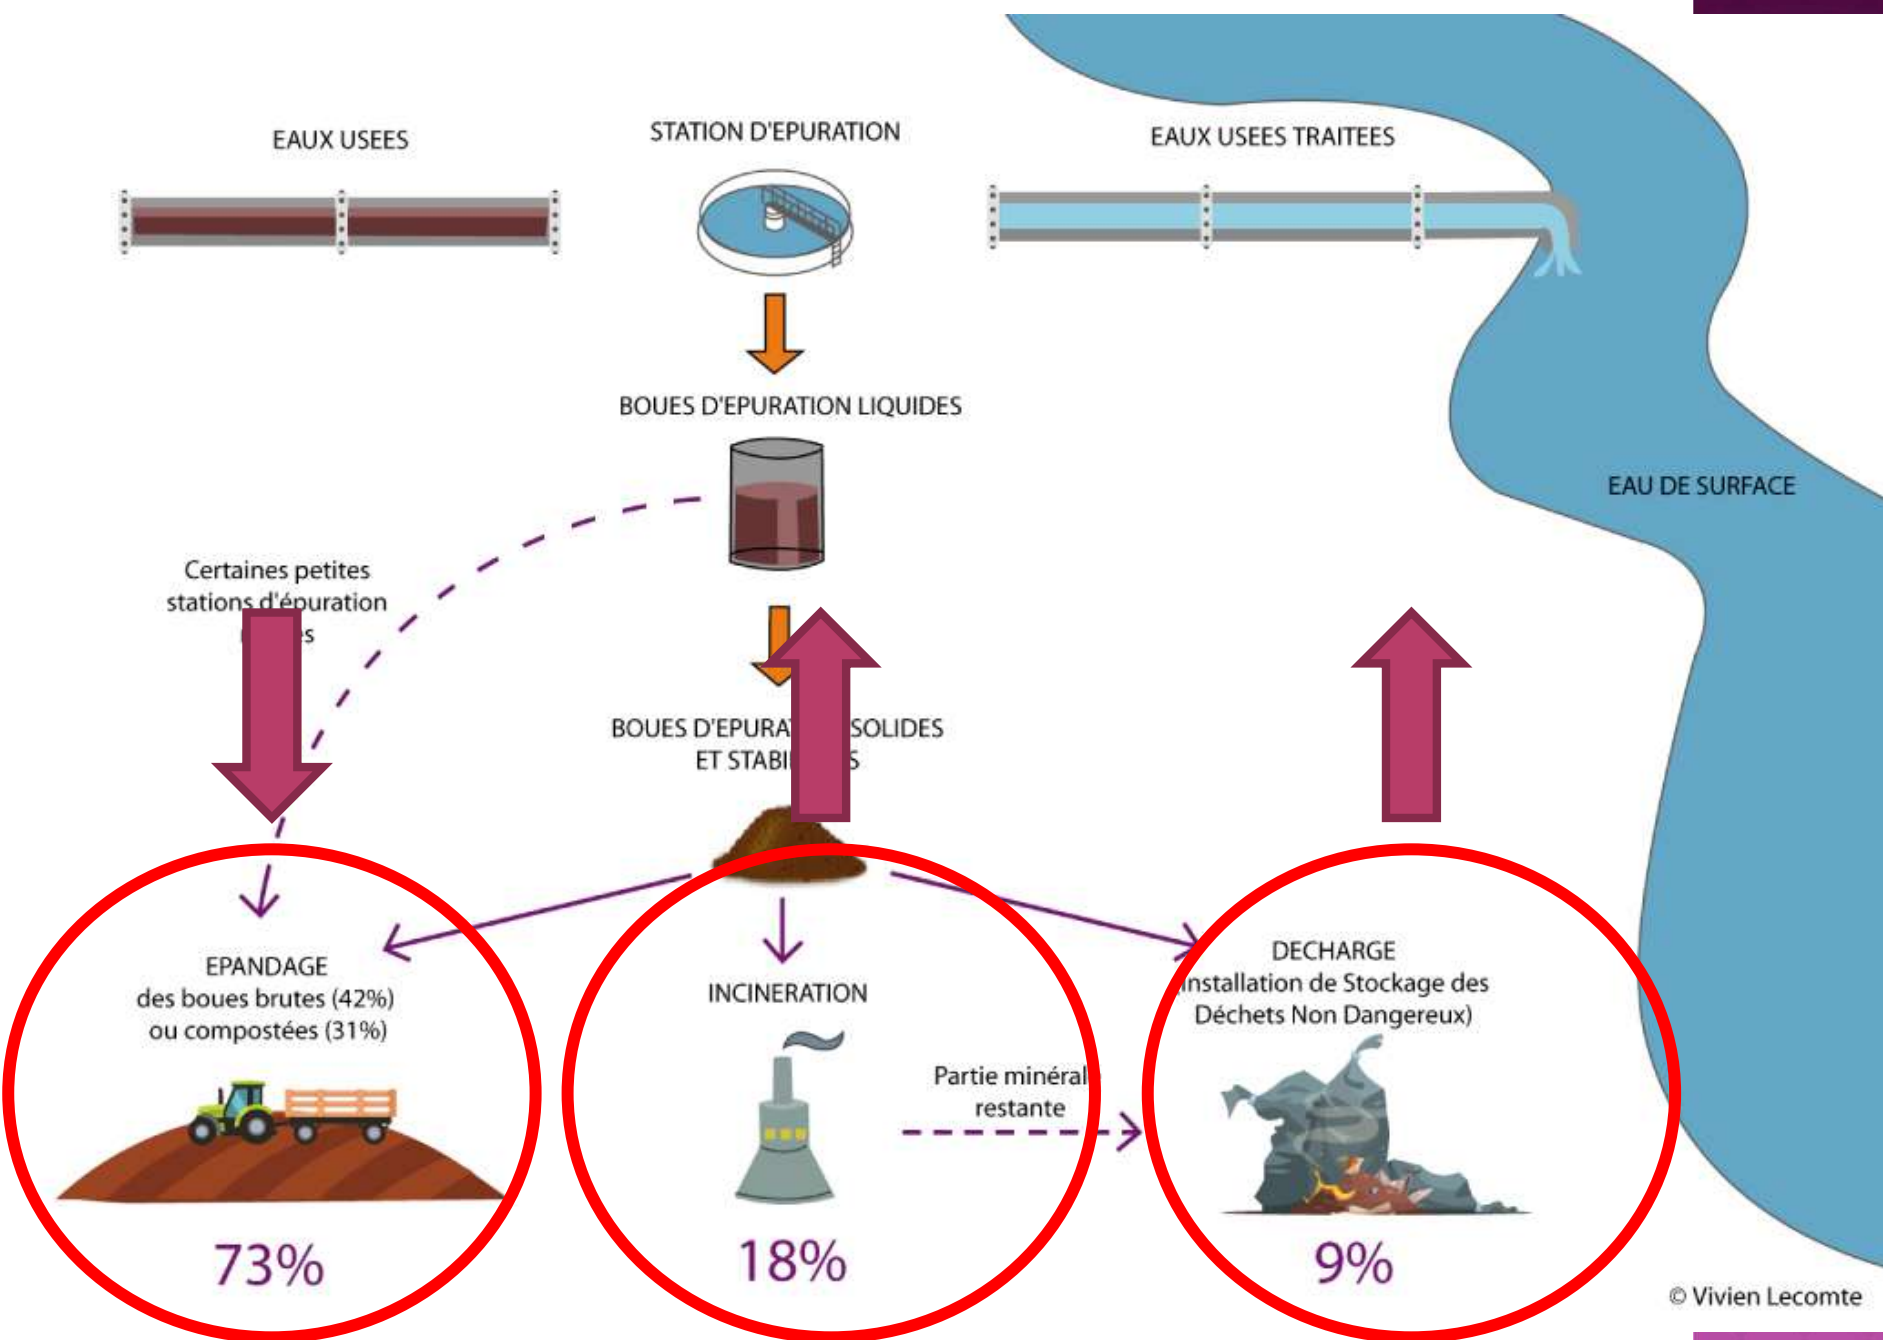 EAUX USEES
STATION D'EPURATION
EAUX USEES TRAITEES
BOUES D'EPURATION LIQUIDES
EAU DE SURFACE
Certaines petites
stations d'épuration
BOUES SOLIDES
ET
EPANDAGE
des boues brutes (42%)
ou compostées (31%)
INCINERATION
DECHARGE
Installation de Stockage des
Déchets Non Dangereux)
Partie minéral
restante
73%
18%
9%
© Vivien Lecomte